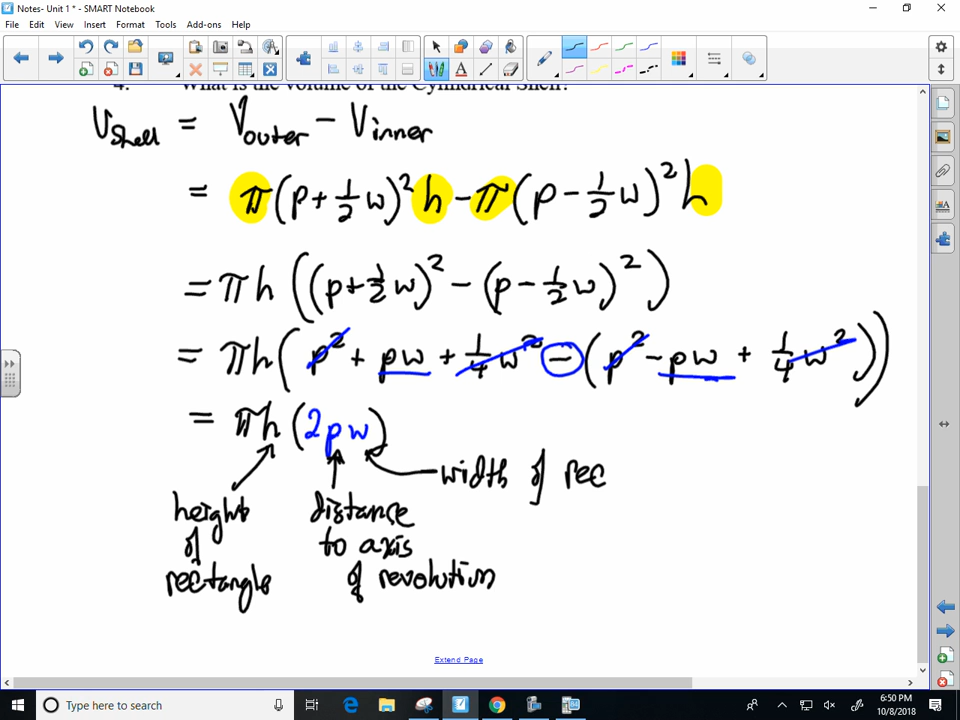 Notes- Unit 1 * - SMART Notebook
File Edit View Insert Format Tools Add-ons Help
4. What is the volume of the Cylindrical Shell?
V_Shell = V_outer − V_inner
= π(p+½w)²h − π(p−½w)²h
= πh((p+½w)² − (p−½w)²)
= πh(p² + pw + ¼w² − (p² − pw + ¼w²))
= πh(2pw)
width of rec
height of rectangle
distance to axis of revolution
Extend Page
Type here to search
6:50 PM
10/8/2018